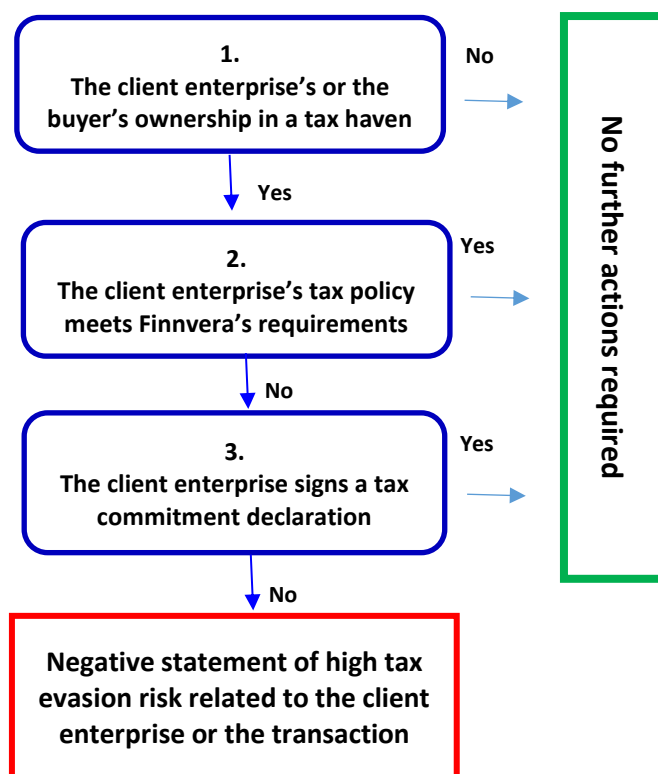 1.
The client enterprise’s or the
buyer’s ownership in a tax haven
No
Yes
2.
The client enterprise’s tax policy
meets Finnvera’s requirements
Yes
No
3.
The client enterprise signs a tax
commitment declaration
Yes
No
Negative statement of high tax
evasion risk related to the client
enterprise or the transaction
No further actions required